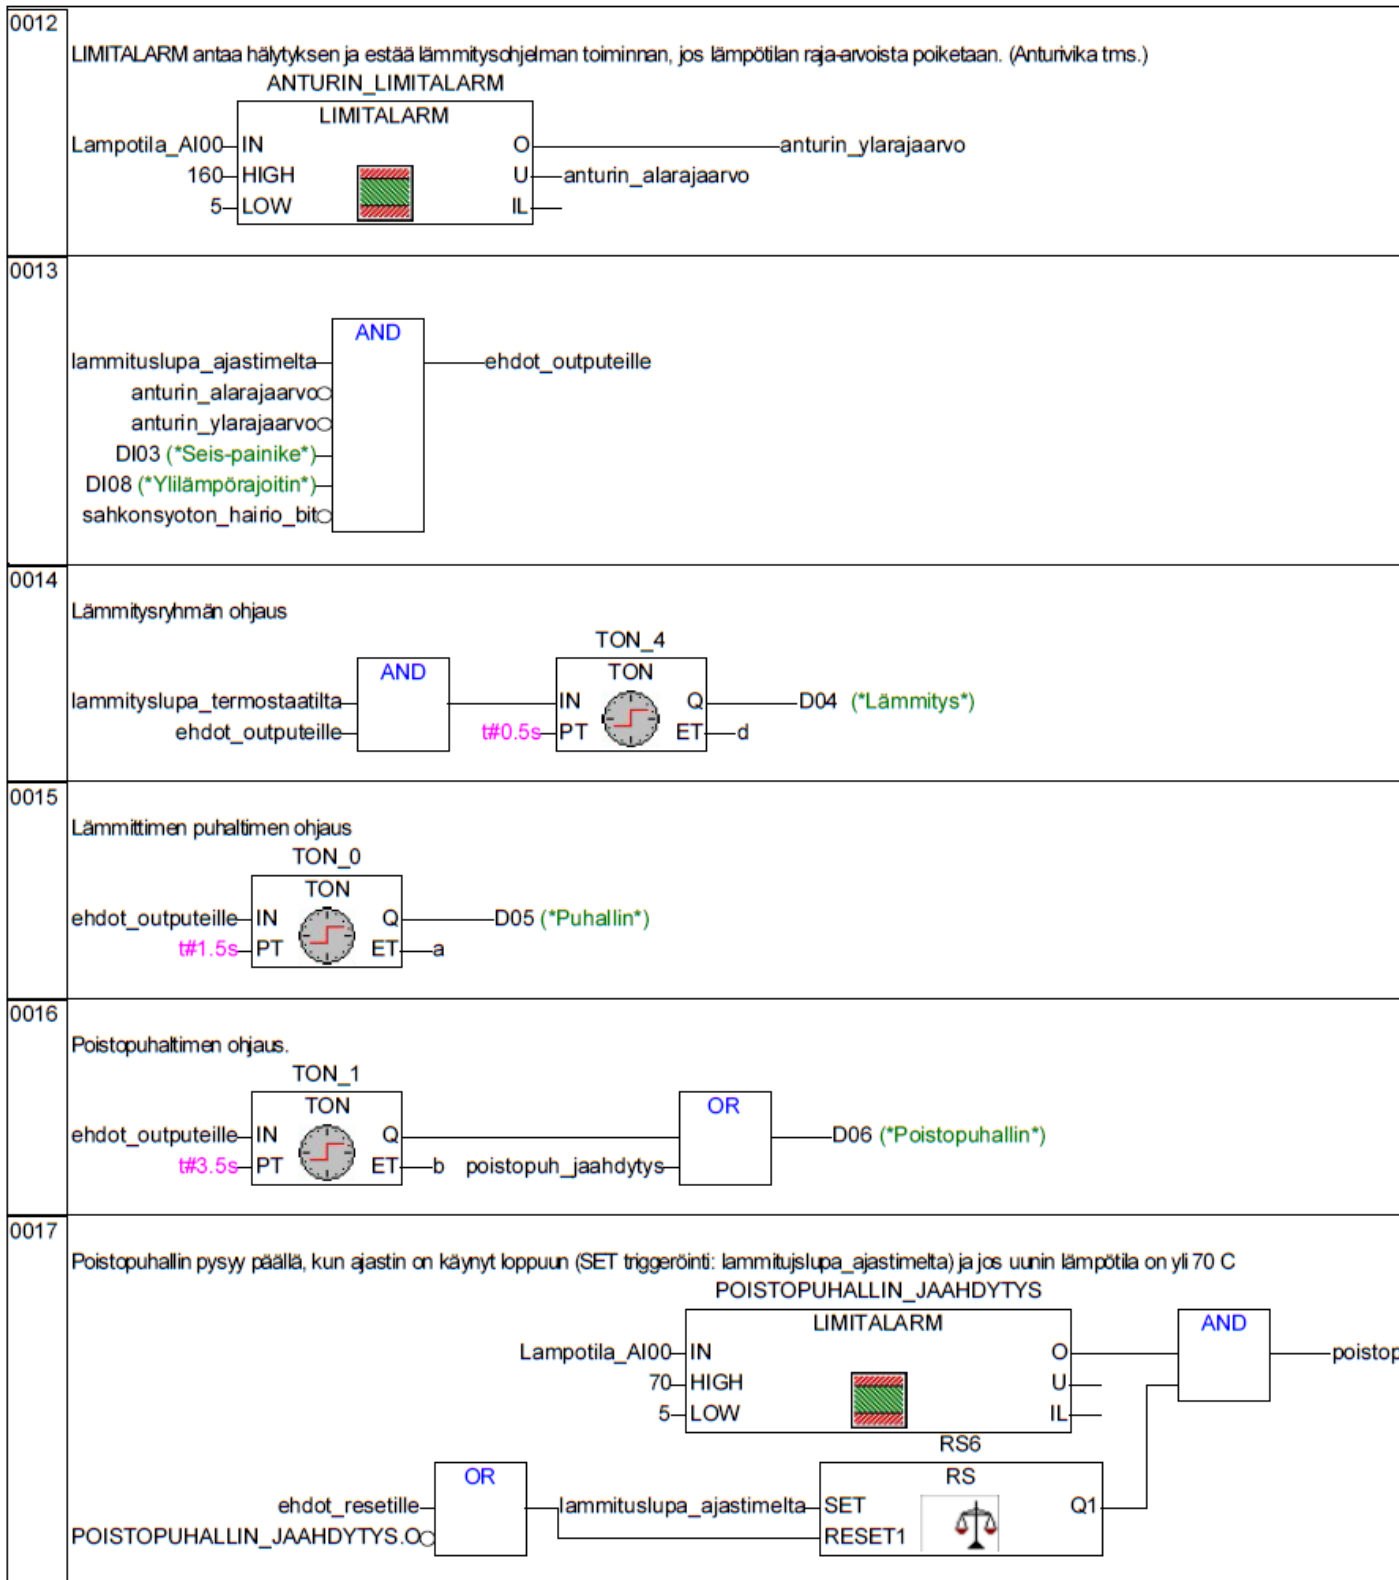 0012
LIMITALARM antaa hälytyksen ja estää lämmitysohjelman toiminnan, jos lämpötilan raja-arvoista poiketaan. (Anturivika tms.)
ANTURIN_LIMITALARM
LIMITALARM
Lampotila_AI00 IN O anturin_ylarajaarvo
160 HIGH U anturin_alarajaarvo
5 LOW IL
0013
AND
lammituslupa_ajastimelta ehdot_outputeille
anturin_alarajaarvo
anturin_ylarajaarvo
DI03 (*Seis-painike*)
DI08 (*Ylilämpörajoitin*)
sahkonsyoton_hairio_bit
0014
Lämmitysryhmän ohjaus
TON_4
AND TON
lammityslupa_termostaatilta IN Q D04 (*Lämmitys*)
ehdot_outputeille t#0.5s PT ET d
0015
Lämmittimen puhaltimen ohjaus
TON_0
TON
ehdot_outputeille IN Q D05 (*Puhallin*)
t#1.5s PT ET a
0016
Poistopuhaltimen ohjaus.
TON_1
TON OR
ehdot_outputeille IN Q D06 (*Poistopuhallin*)
t#3.5s PT ET b poistopuh_jaahdytys
0017
Poistopuhallin pysyy päällä, kun ajastin on käynyt loppuun (SET triggeröinti: lammitujslupa_ajastimelta) ja jos uunin lämpötila on yli 70 C
POISTOPUHALLIN_JAAHDYTYS
LIMITALARM AND
Lampotila_AI00 IN O poistop
70 HIGH U
5 LOW IL
RS6
OR RS
ehdot_resetille lammituslupa_ajastimelta SET Q1
POISTOPUHALLIN_JAAHDYTYS.O RESET1